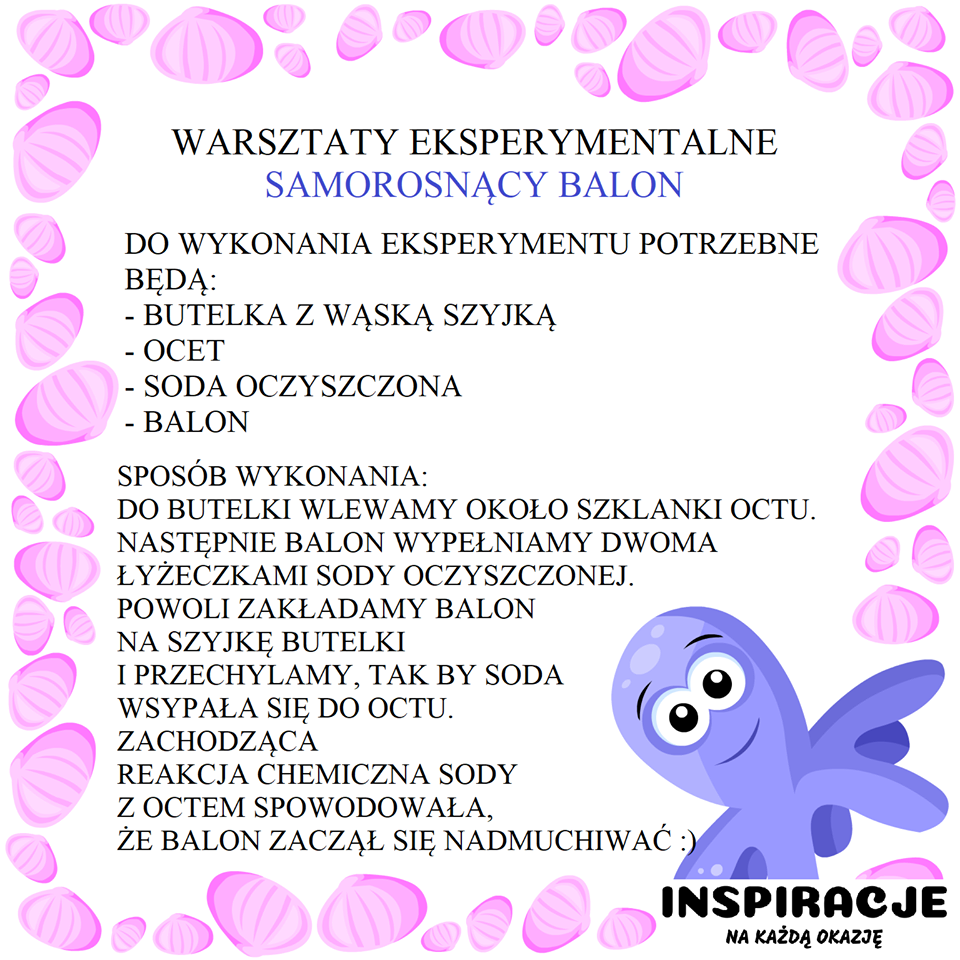 WARSZTATY EKSPERYMENTALNE
SAMOROSNĄCY BALON
DO WYKONANIA EKSPERYMENTU POTRZEBNE
BĘDĄ:
- BUTELKA Z WĄSKĄ SZYJKĄ
- OCET
- SODA OCZYSZCZONA
- BALON
SPOSÓB WYKONANIA:
DO BUTELKI WLEWAMY OKOŁO SZKLANKI OCTU.
NASTĘPNIE BALON WYPEŁNIAMY DWOMA
ŁYŻECZKAMI SODY OCZYSZCZONEJ.
POWOLI ZAKŁADAMY BALON
NA SZYJKĘ BUTELKI
I PRZECHYLAMY, TAK BY SODA
WSYPAŁA SIĘ DO OCTU.
ZACHODZĄCA
REAKCJA CHEMICZNA SODY
Z OCTEM SPOWODOWAŁA,
ŻE BALON ZACZĄŁ SIĘ NADMUCHIWAĆ :)
INSPIRACJE
NA KAŻDĄ OKAZJĘ